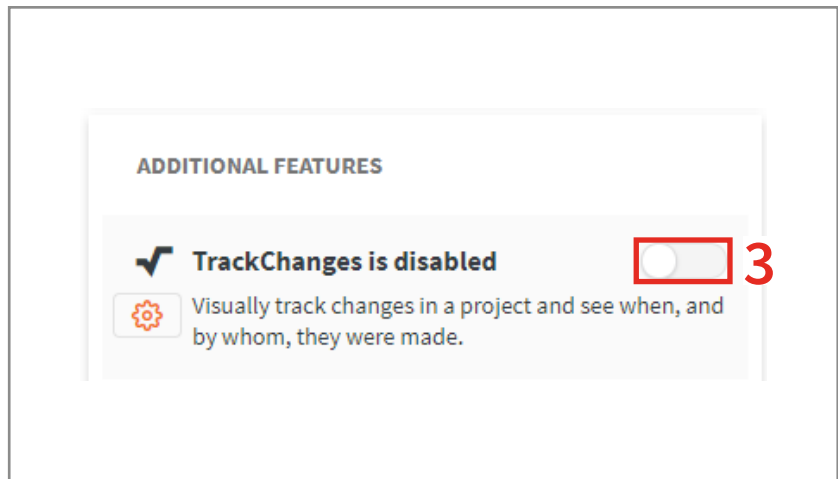 ADDITIONAL FEATURES
TrackChanges is disabled
3
Visually track changes in a project and see when, and
by whom, they were made.